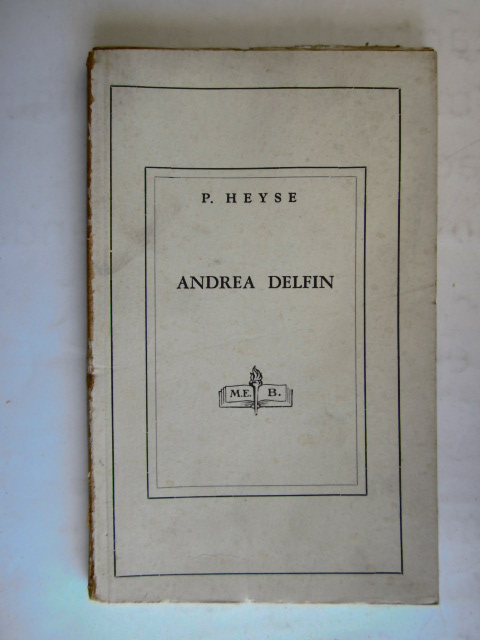 P. HEYSE
ANDREA DELFIN
M.E. B.